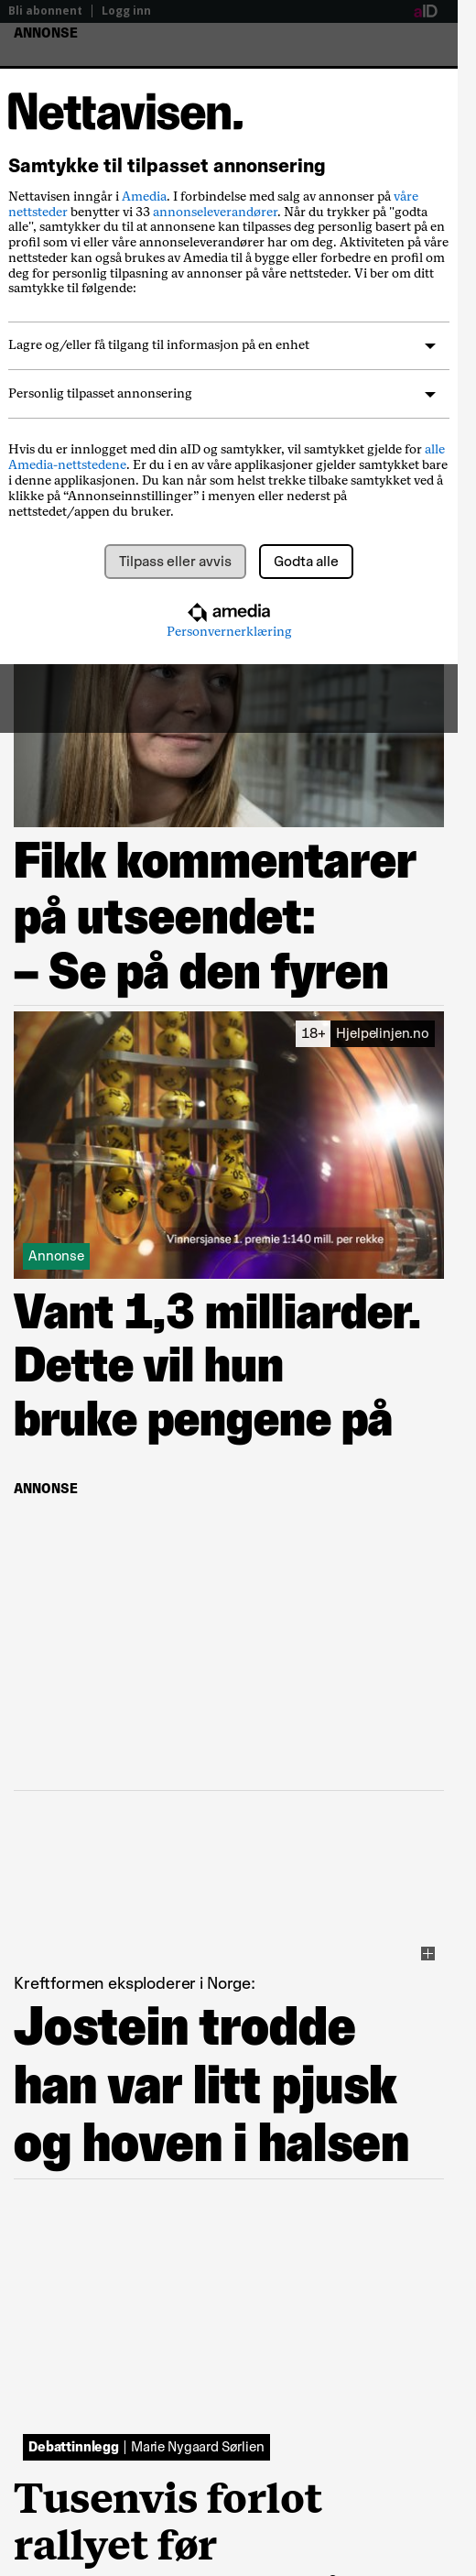 Bli abonnent | Logg inn
aID
ANNONSE
Nettavisen.
Samtykke til tilpasset annonsering
Nettavisen inngår i Amedia. I forbindelse med salg av annonser på våre
nettsteder benytter vi 33 annonseleverandører. Når du trykker på "godta
alle", samtykker du til at annonsene kan tilpasses deg personlig basert på en
profil som vi eller våre annonseleverandører har om deg. Aktiviteten på våre
nettsteder kan også brukes av Amedia til å bygge eller forbedre en profil om
deg for personlig tilpasning av annonser på våre nettsteder. Vi ber om ditt
samtykke til følgende:
Lagre og/eller få tilgang til informasjon på en enhet
Personlig tilpasset annonsering
Hvis du er innlogget med din aID og samtykker, vil samtykket gjelde for alle
Amedia-nettstedene. Er du i en av våre applikasjoner gjelder samtykket bare
i denne applikasjonen. Du kan når som helst trekke tilbake samtykket ved å
klikke på “Annonseinnstillinger” i menyen eller nederst på
nettstedet/appen du bruker.
Tilpass eller avvis Godta alle
amedia
Personvernerklæring
Fikk kommentarer
på utseendet:
– Se på den fyren
18+ Hjelpelinjen.no
Vinnersjanse 1. premie 1:140 mill. per rekke
Annonse
Vant 1,3 milliarder.
Dette vil hun
bruke pengene på
ANNONSE
Kreftformen eksploderer i Norge:
Jostein trodde
han var litt pjusk
og hoven i halsen
Debattinnlegg | Marie Nygaard Sørlien
Tusenvis forlot
rallyet før